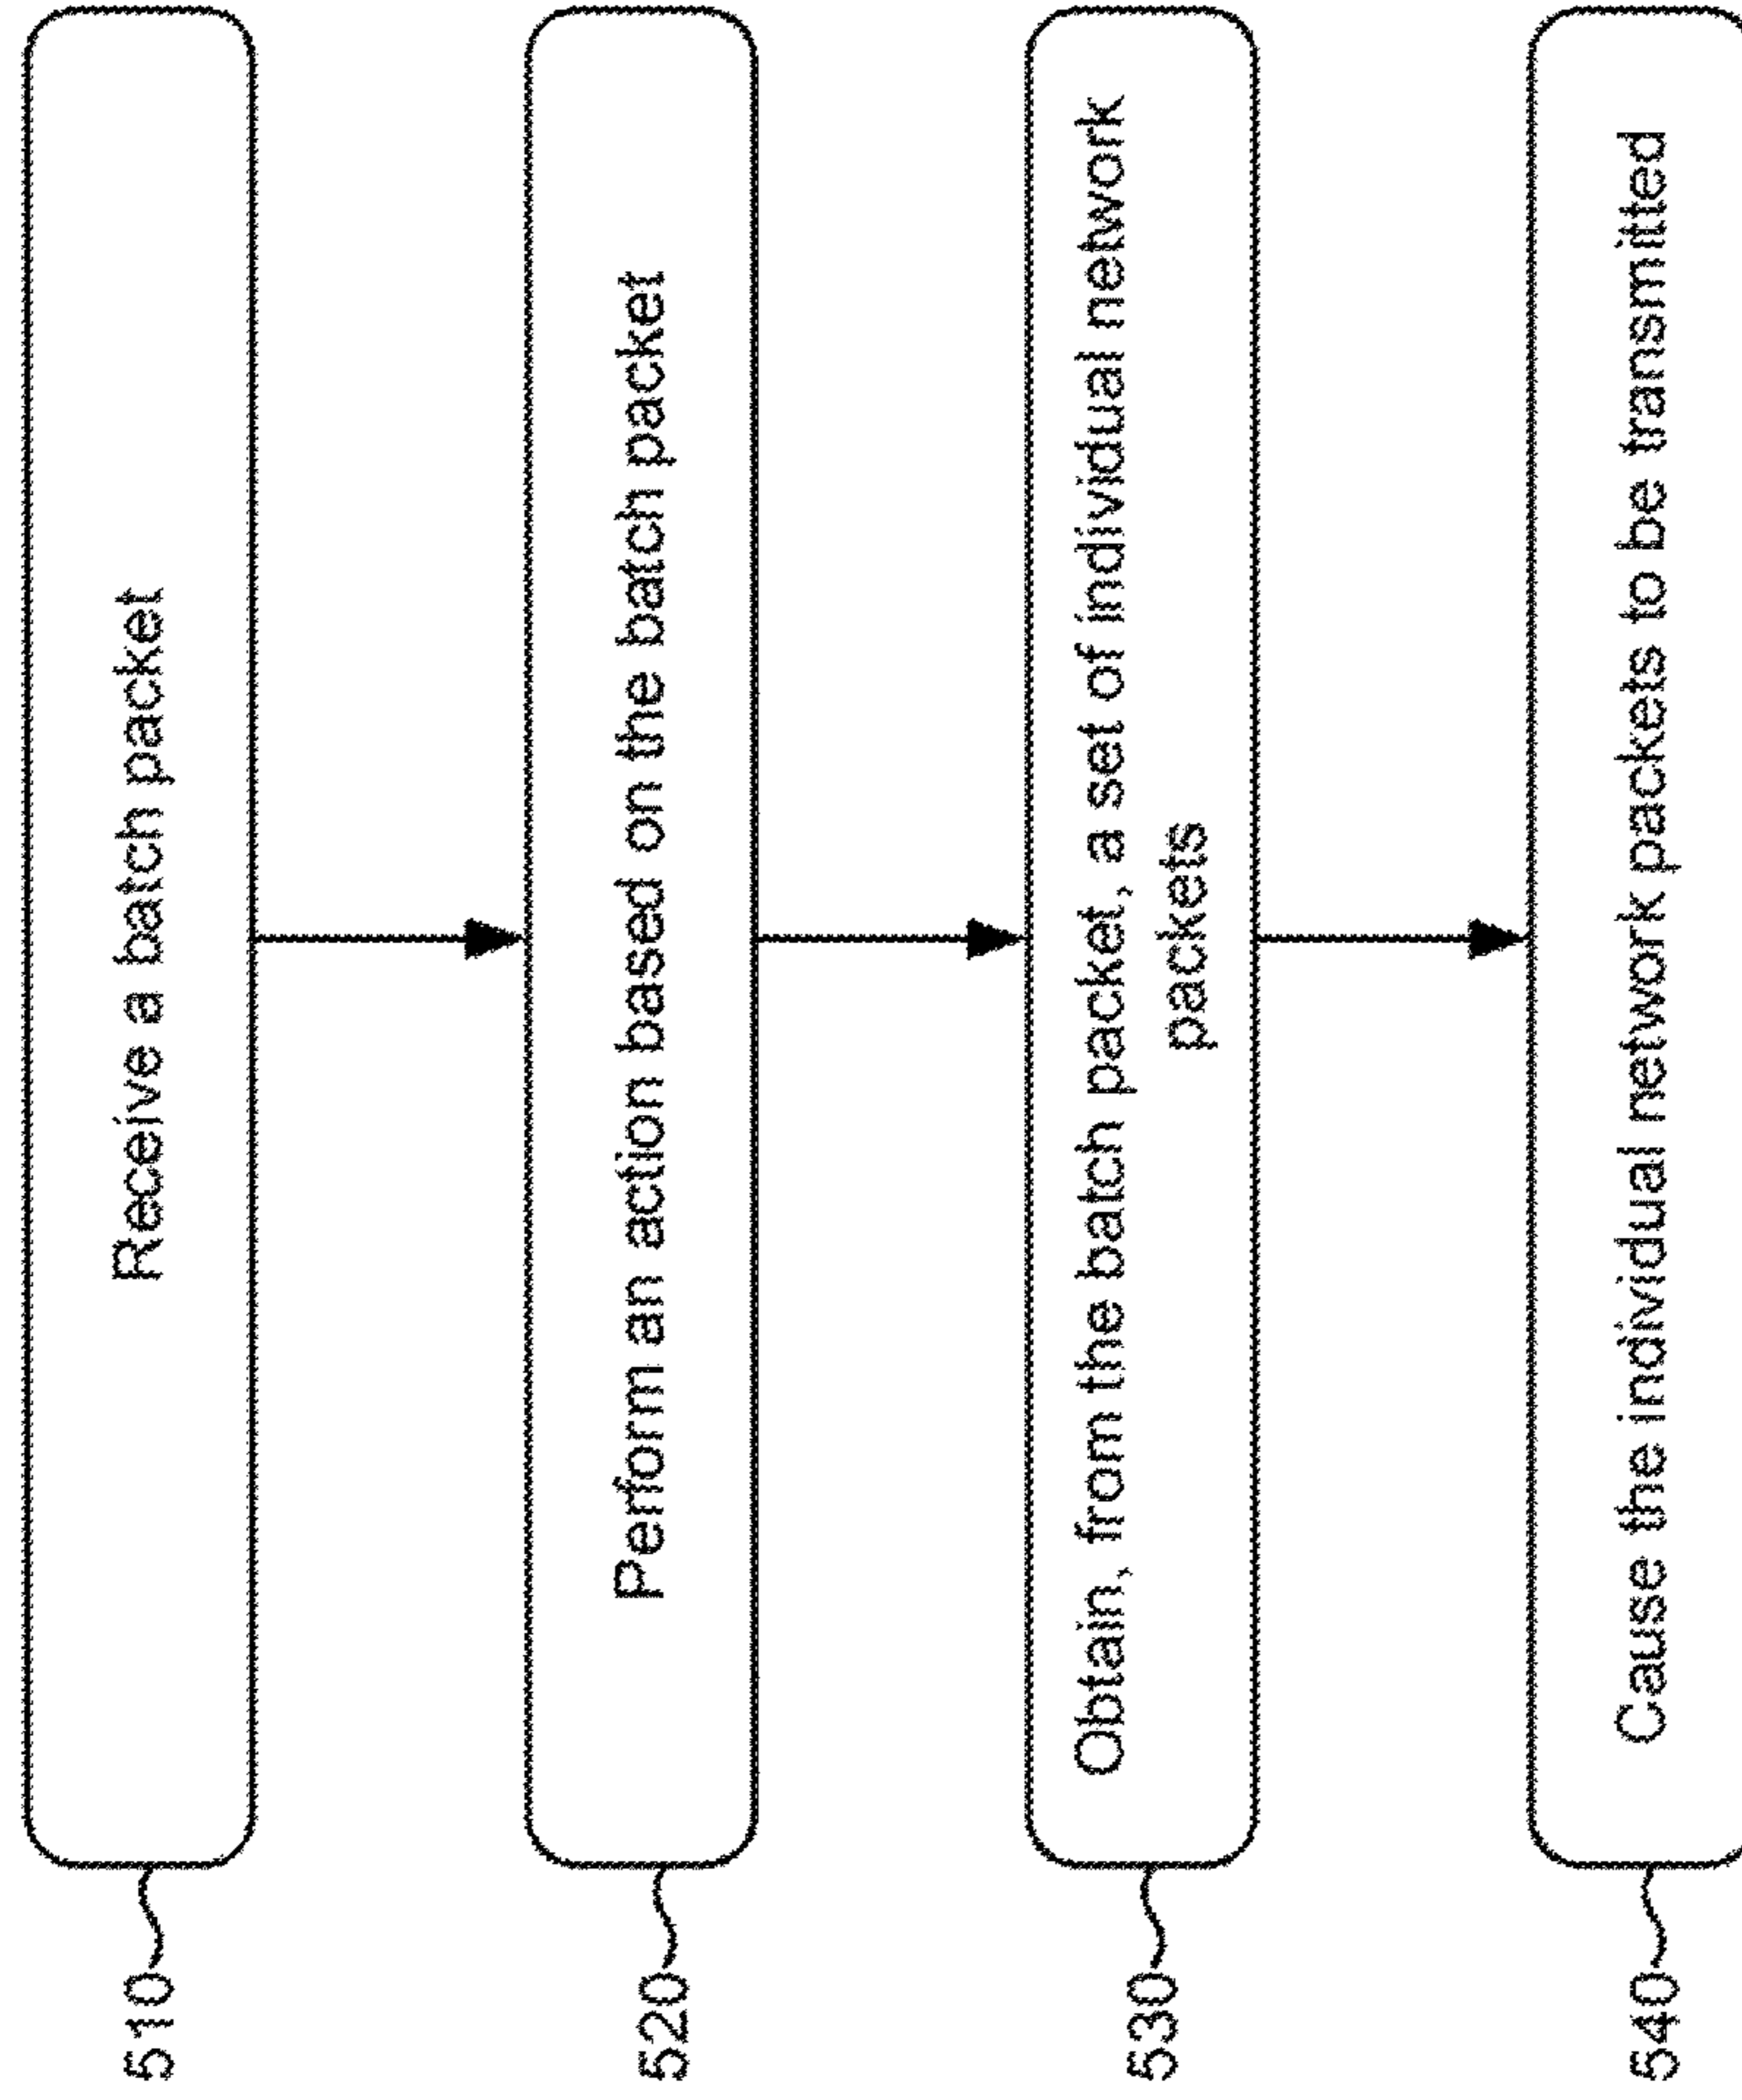 510
Receive a batch packet
520
Perform an action based on the batch packet
530
Obtain, from the batch packet, a set of individual network
packets
540
Cause the individual network packets to be transmitted